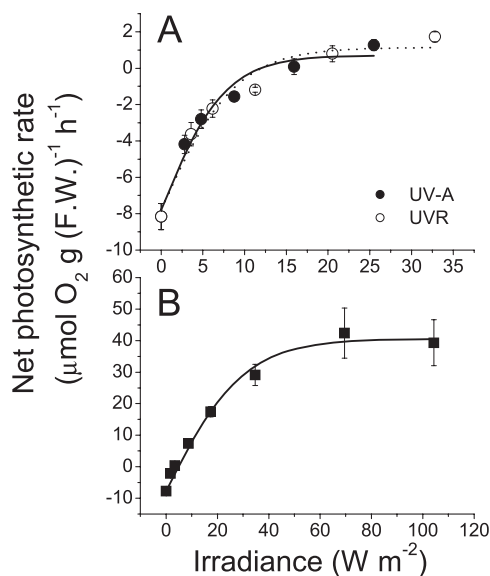 Net photosynthetic rate
(μmol O2 g (F.W.)-1 h-1)
A
2
0
-2
-4
-6
-8
-10
UV-A
UVR
0 5 10 15 20 25 30 35
B
60
50
40
30
20
10
0
-10
0 20 40 60 80 100 120
Irradiance (W m-2)